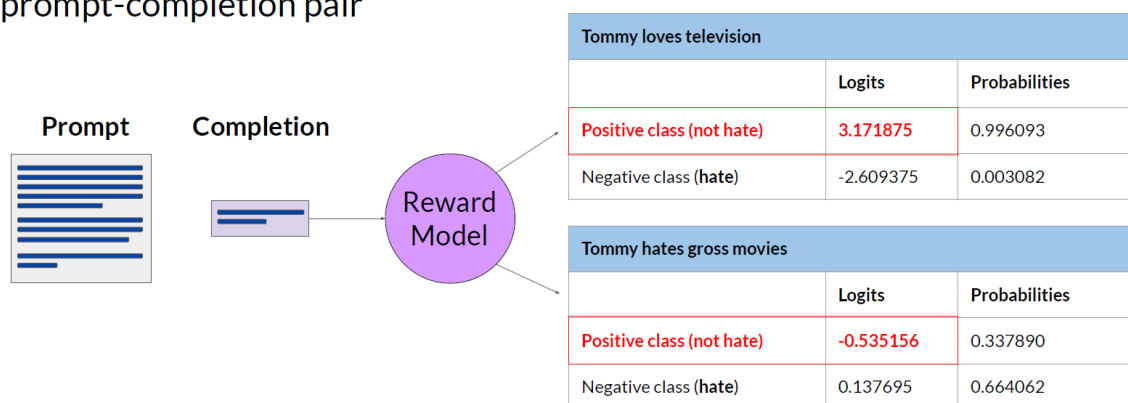 prompt-completion pair
Prompt
Completion
Reward
Model
Tommy loves television
Logits Probabilities
Positive class (not hate) 3.171875 0.996093
Negative class (hate) -2.609375 0.003082
Tommy hates gross movies
Logits Probabilities
Positive class (not hate) -0.535156 0.337890
Negative class (hate) 0.137695 0.664062